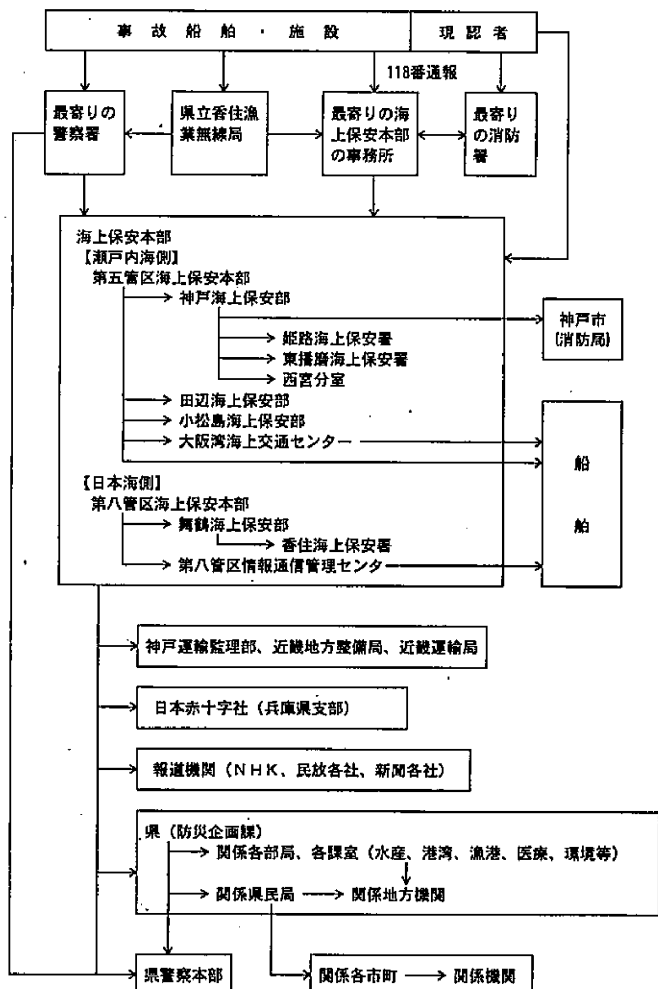 事故船舶・施設
現認者
118番通報
最寄りの
警察署
県立香住漁
業無線局
最寄りの海
上保安本部
の事務所
最寄り
の消防
署
海上保安本部
【瀬戸内海側】
第五管区海上保安本部
神戸海上保安部
姫路海上保安署
東播磨海上保安署
西宮分室
田辺海上保安部
小松島海上保安部
大阪湾海上交通センター
神戸市
(消防局)
船
舶
【日本海側】
第八管区海上保安本部
舞鶴海上保安部
香住海上保安署
第八管区情報通信管理センタ
神戸運輸監理部、近畿地方整備局、近畿運輸局
日本赤十字社（兵庫県支部）
報道機関（ＮＨＫ、民放各社、新聞各社）
県（防災企画課）
関係各部局、各課室（水産、港湾、漁港、医療、環境等）
関係県民局
関係地方機関
県警察本部
関係各市町
関係機関